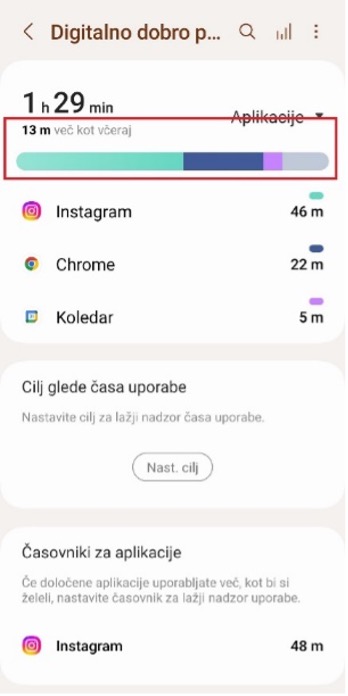 Digitalno dobro p...
1 h 29 min
Aplikacije
13 m več kot včeraj
Instagram 46 m
Chrome 22 m
Koledar 5 m
Cilj glede časa uporabe
Nastavite cilj za lažji nadzor časa uporabe.
Nast. cilj
Časovniki za aplikacije
Če določene aplikacije uporabljate več, kot bi si
želeli, nastavite časovnik za lažji nadzor uporabe.
Instagram 48 m